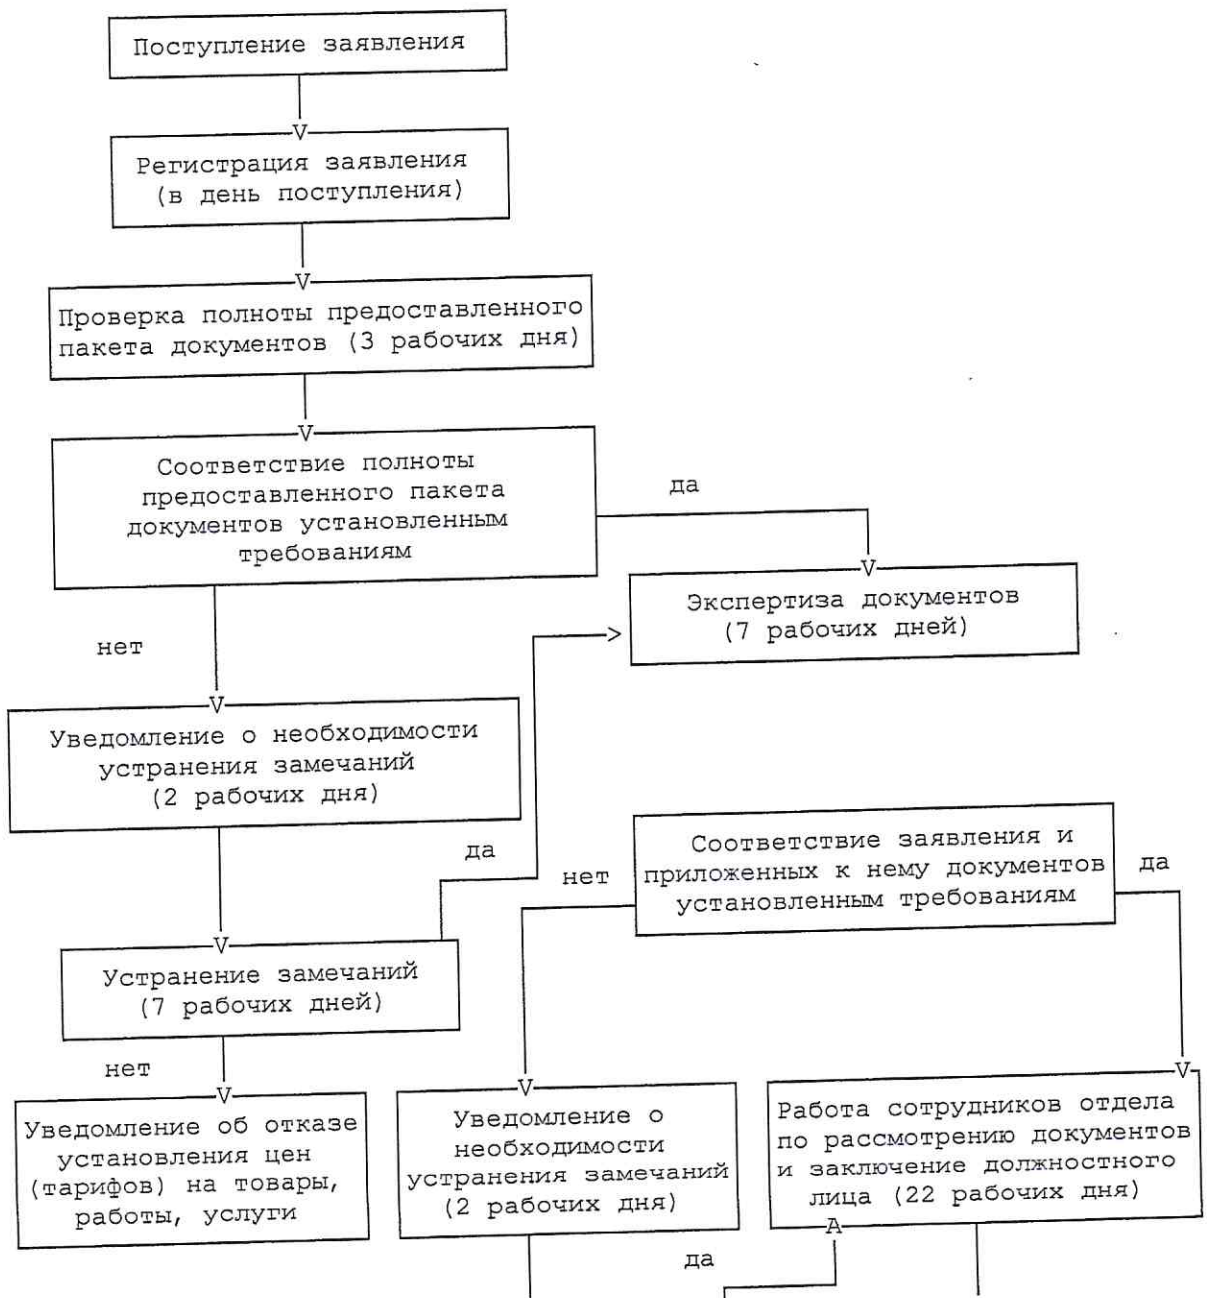 Поступление заявления
V
Регистрация заявления
(в день поступления)
V
Проверка полноты предоставленного
пакета документов (3 рабочих дня)
V
Соответствие полноты
предоставленного пакета
документов установленным
требованиям
да
V
Экспертиза документов
(7 рабочих дней)
>
нет
V
Уведомление о необходимости
устранения замечаний
(2 рабочих дня)
да
V
Устранение замечаний
(7 рабочих дней)
нет
V
Уведомление об отказе
установления цен
(тарифов) на товары,
работы, услуги
Соответствие заявления и
приложенных к нему документов
установленным требованиям
нет
да
V
Уведомление о
необходимости
устранения замечаний
(2 рабочих дня)
V
Работа сотрудников отдела
по рассмотрению документов
и заключение должностного
лица (22 рабочих дня)
A
да